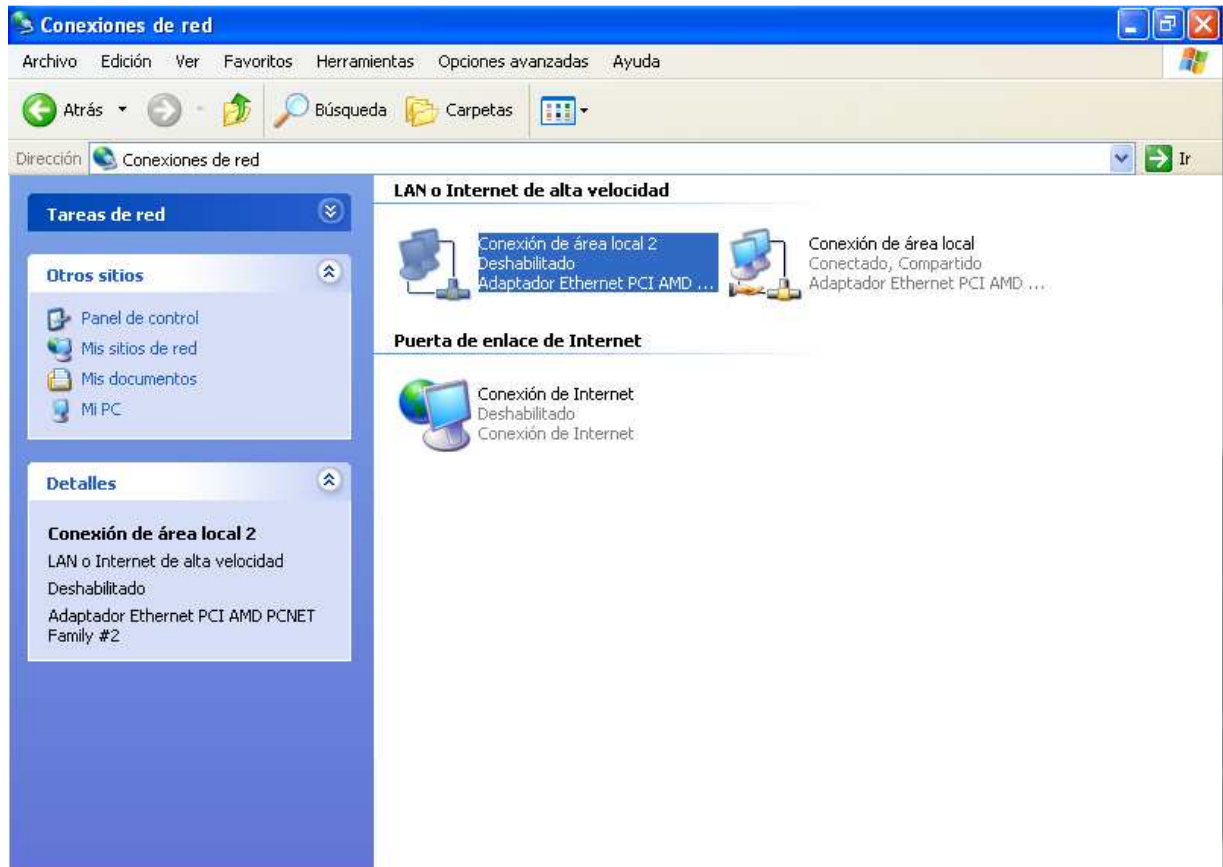 Conexiones de red
Archivo Edición Ver Favoritos Herramientas Opciones avanzadas Ayuda
Atrás Búsqueda Carpetas
Dirección Conexiones de red Ir
Tareas de red
Otros sitios
Panel de control
Mis sitios de red
Mis documentos
Mi PC
Detalles
Conexión de área local 2
LAN o Internet de alta velocidad
Deshabilitado
Adaptador Ethernet PCI AMD PCNET
Family #2
LAN o Internet de alta velocidad
Conexión de área local 2
Deshabilitado
Adaptador Ethernet PCI AMD ...
Conexión de área local
Conectado, Compartido
Adaptador Ethernet PCI AMD ...
Puerta de enlace de Internet
Conexión de Internet
Deshabilitado
Conexión de Internet